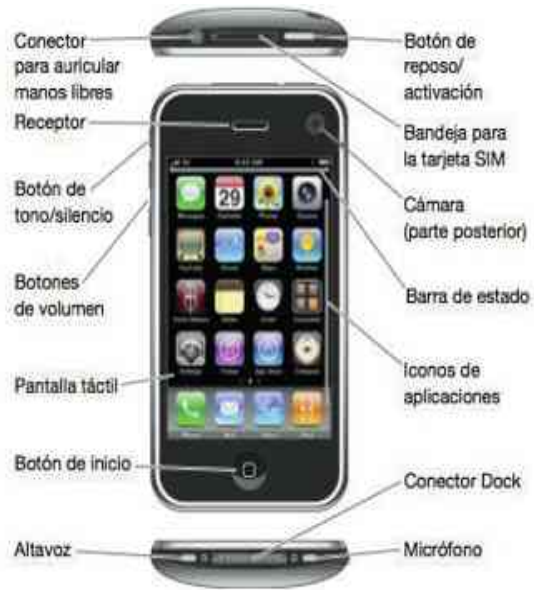 Conector
para auricular
manos libres
Receptor
Botón de
tono/silencio
Botones
de volumen
Pantalla táctil
Botón de inicio
Altavoz
Botón de
reposo/
activación
Bandeja para
la tarjeta SIM
Cámara
(parte posterior)
Barra de estado
Iconos de
aplicaciones
Conector Dock
Micrófono
29